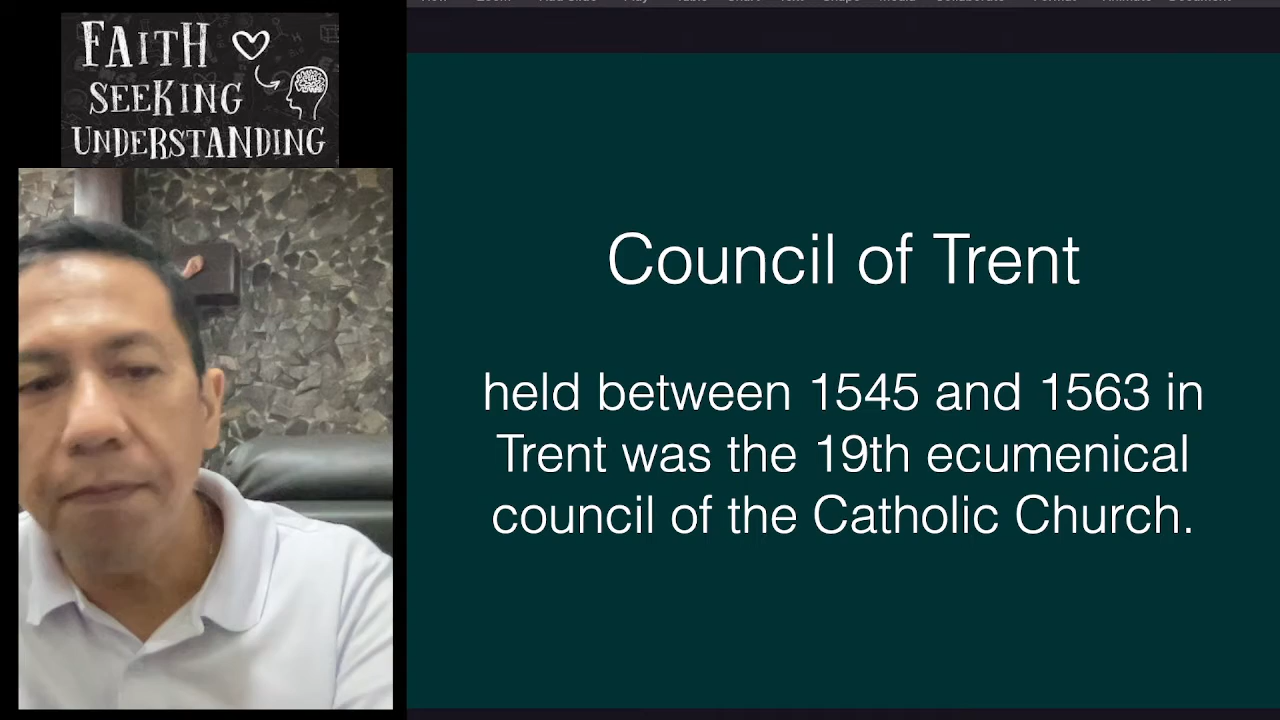 FAITH
SEEKING
UNDERSTANDING
Council of Trent
held between 1545 and 1563 in
Trent was the 19th ecumenical
council of the Catholic Church.